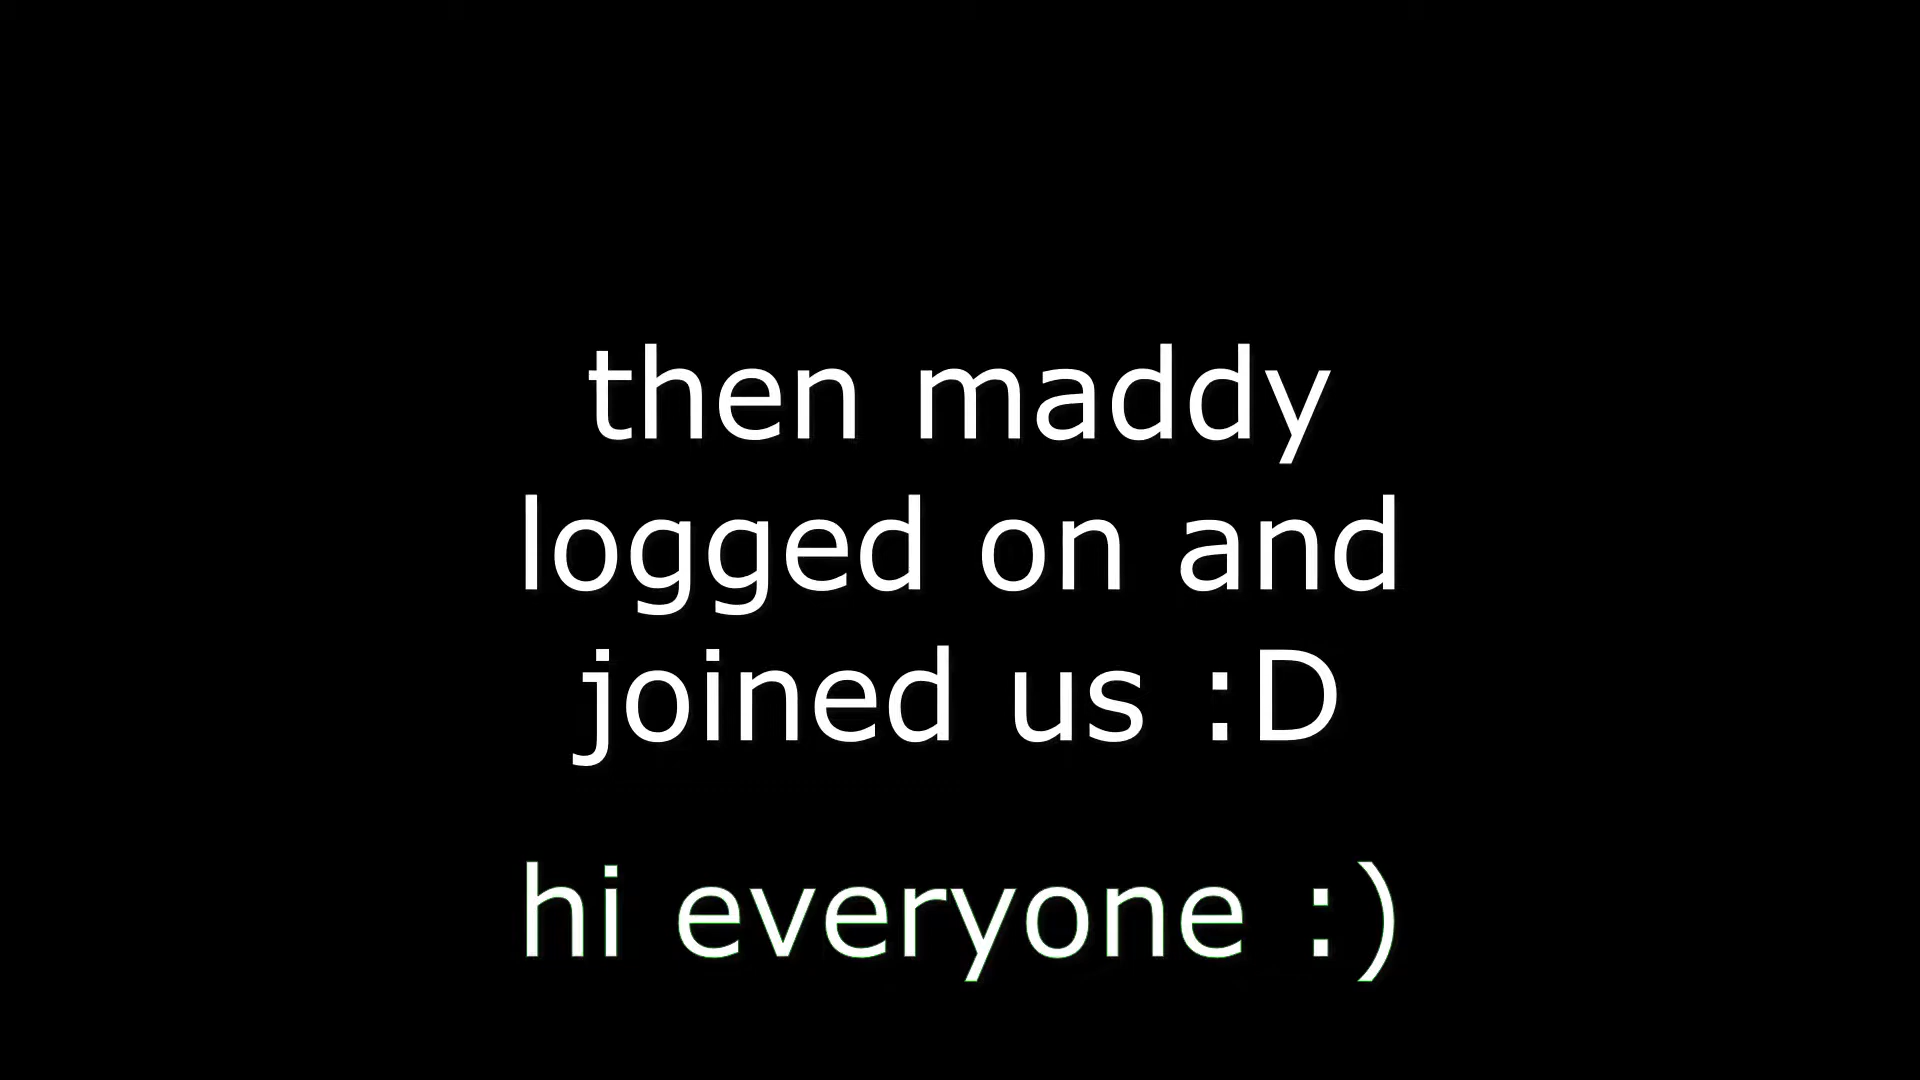 then maddy
logged on and
joined us :D
hi everyone :)